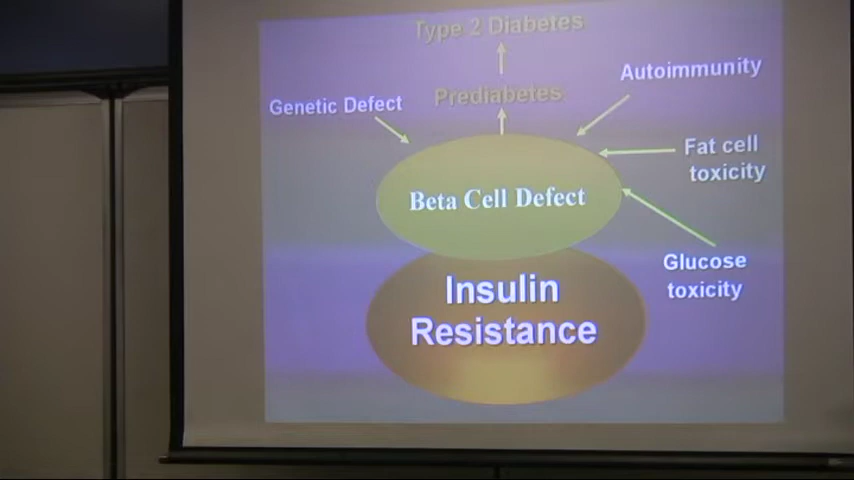 Type 2 Diabetes
Autoimmunity
Genetic Defect
Prediabetes
Fat cell
toxicity
Beta Cell Defect
Glucose
toxicity
Insulin
Resistance